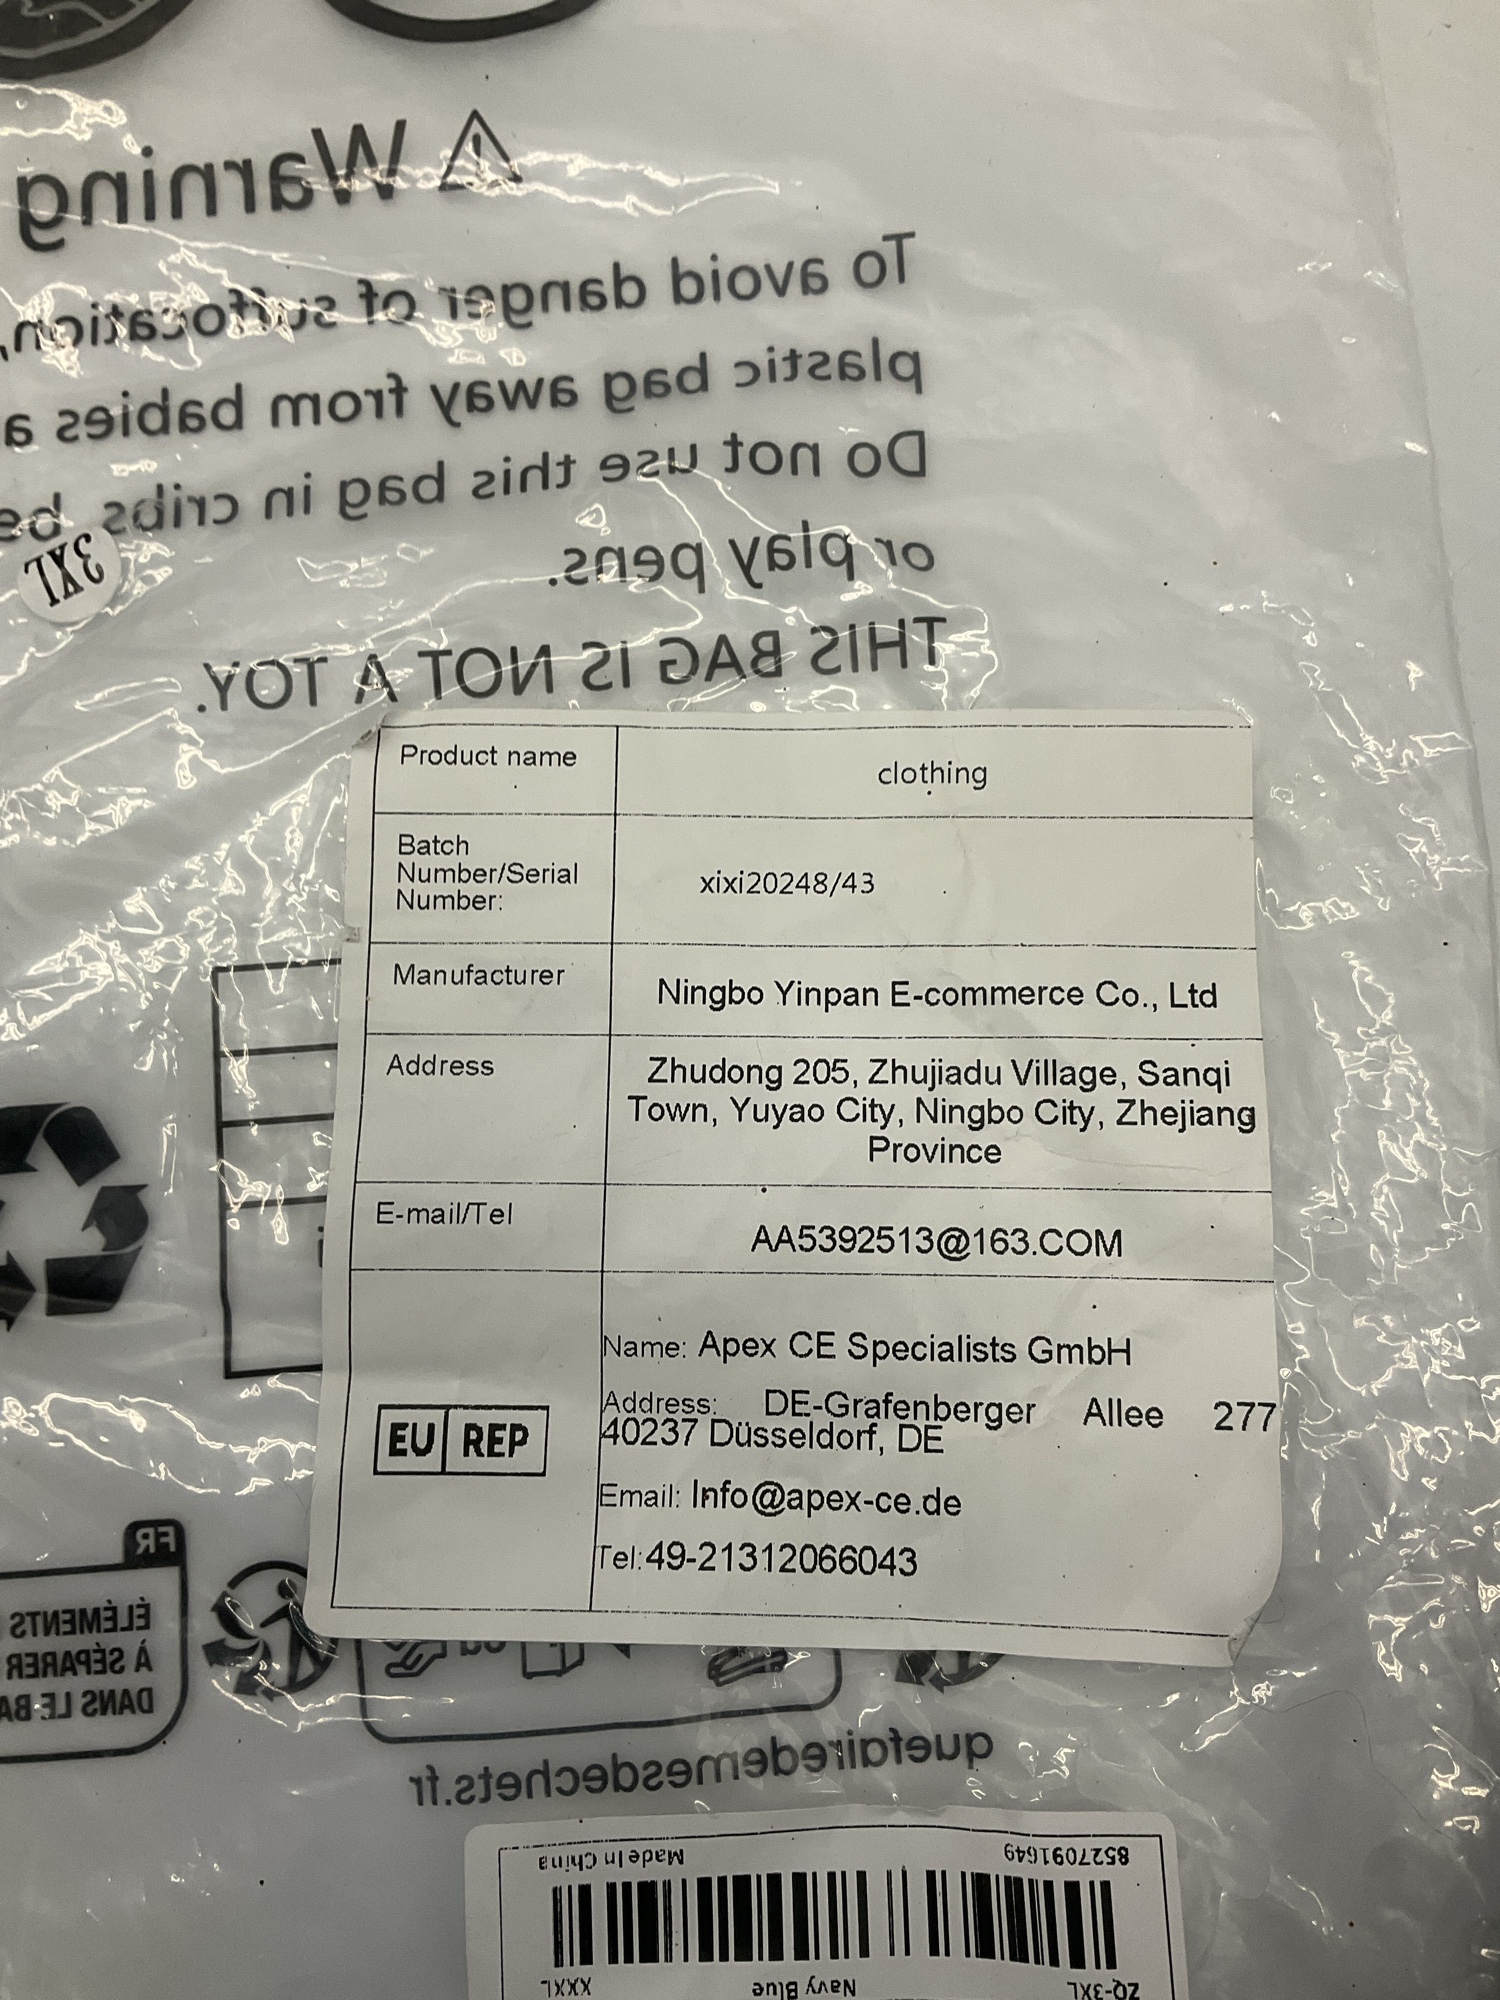 ⚠ Warning
To avoid danger of suffocation,
plastic bag away from babies a
Do not use this bag in cribs, be
or play pens.
THIS BAG IS NOT A TOY.
3XL
Product name
clothing
Batch
Number/Serial
Number:
xixi20248/43
Manufacturer
Ningbo Yinpan E-commerce Co., Ltd
Address
Zhudong 205, Zhujiadu Village, Sanqi
Town, Yuyao City, Ningbo City, Zhejiang
Province
E-mail/Tel
AA5392513@163.COM
EU REP
Name: Apex CE Specialists GmbH
Address: DE-Grafenberger Allee 277
40237 Düsseldorf, DE
Email: Info@apex-ce.de
Tel:49-21312066043
FR
ÉLÉMENTS
À SÉPARER
DANS LE BA
ou
quefairedemesdechets.fr
ZQ-3XL Navy Blue XXXL
8527091649 Made In China